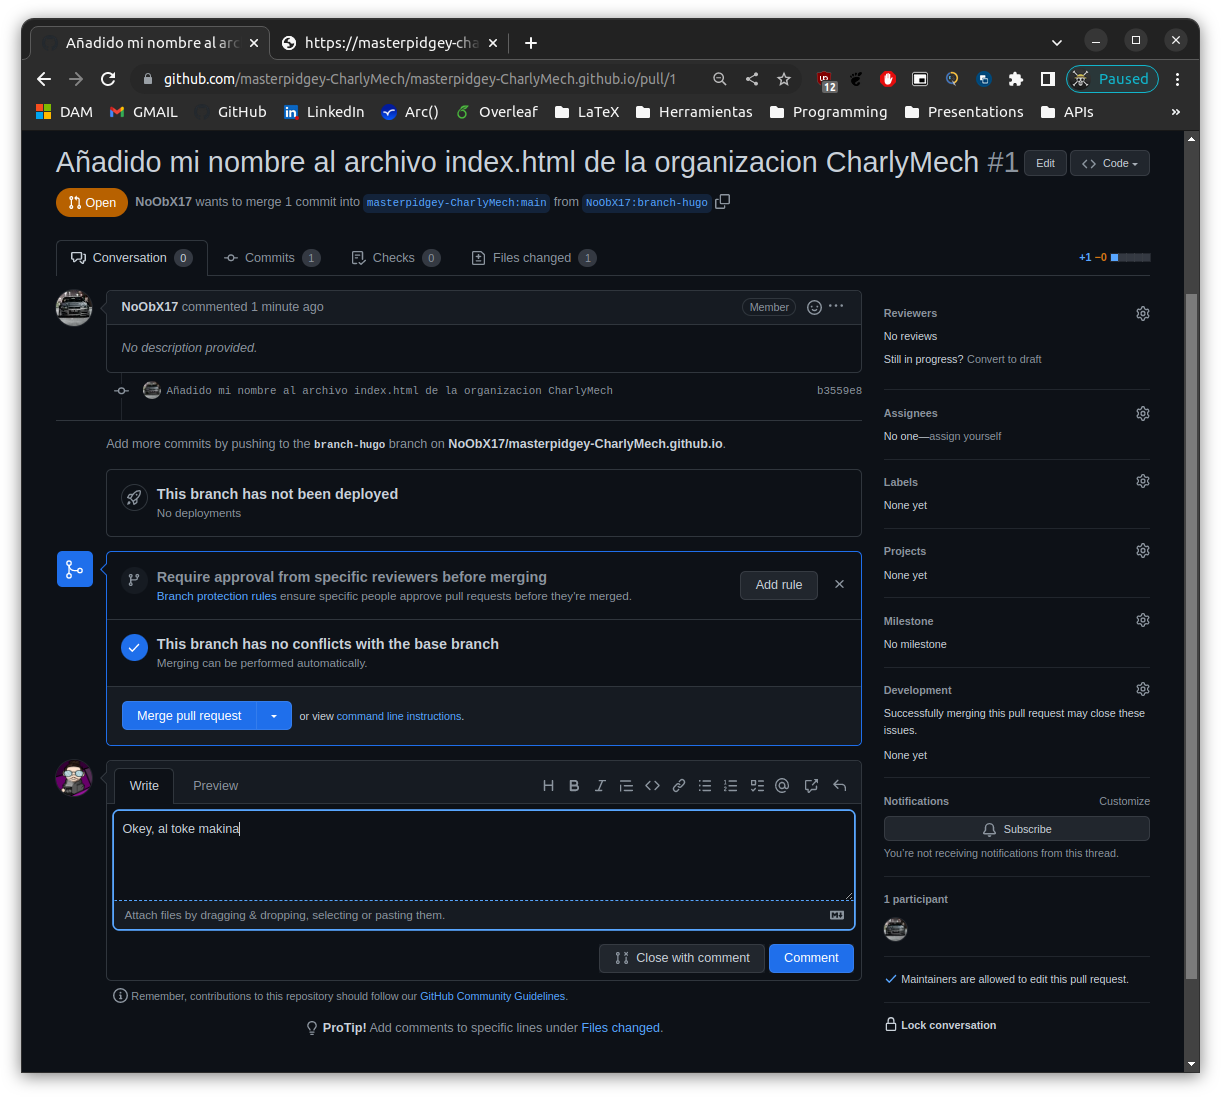 Añadido mi nombre al arc
https://masterpidgey-cha
github.com/masterpidgey-CharlyMech/masterpidgey-CharlyMech.github.io/pull/1
12
Paused
DAM
GMAIL
GitHub
LinkedIn
Arc()
Overleaf
LaTeX
Herramientas
Programming
Presentations
APIs
»
Añadido mi nombre al archivo index.html de la organizacion CharlyMech #1
Edit
Code
Open
NoObX17 wants to merge 1 commit into masterpidgey-CharlyMech:main from NoObX17:branch-hugo
Conversation 0
Commits 1
Checks 0
Files changed 1
+1 −0
NoObX17 commented 1 minute ago
Member
No description provided.
Añadido mi nombre al archivo index.html de la organizacion CharlyMech
b3559e8
Add more commits by pushing to the branch-hugo branch on NoObX17/masterpidgey-CharlyMech.github.io.
This branch has not been deployed
No deployments
Require approval from specific reviewers before merging
Branch protection rules ensure specific people approve pull requests before they're merged.
Add rule
This branch has no conflicts with the base branch
Merging can be performed automatically.
Merge pull request
or view command line instructions.
Write
Preview
Okey, al toke makina
Attach files by dragging & dropping, selecting or pasting them.
Close with comment
Comment
Remember, contributions to this repository should follow our GitHub Community Guidelines.
ProTip! Add comments to specific lines under Files changed.
Reviewers
No reviews
Still in progress? Convert to draft
Assignees
No one—assign yourself
Labels
None yet
Projects
None yet
Milestone
No milestone
Development
Successfully merging this pull request may close these
issues.
None yet
Notifications
Customize
Subscribe
You're not receiving notifications from this thread.
1 participant
Maintainers are allowed to edit this pull request.
Lock conversation